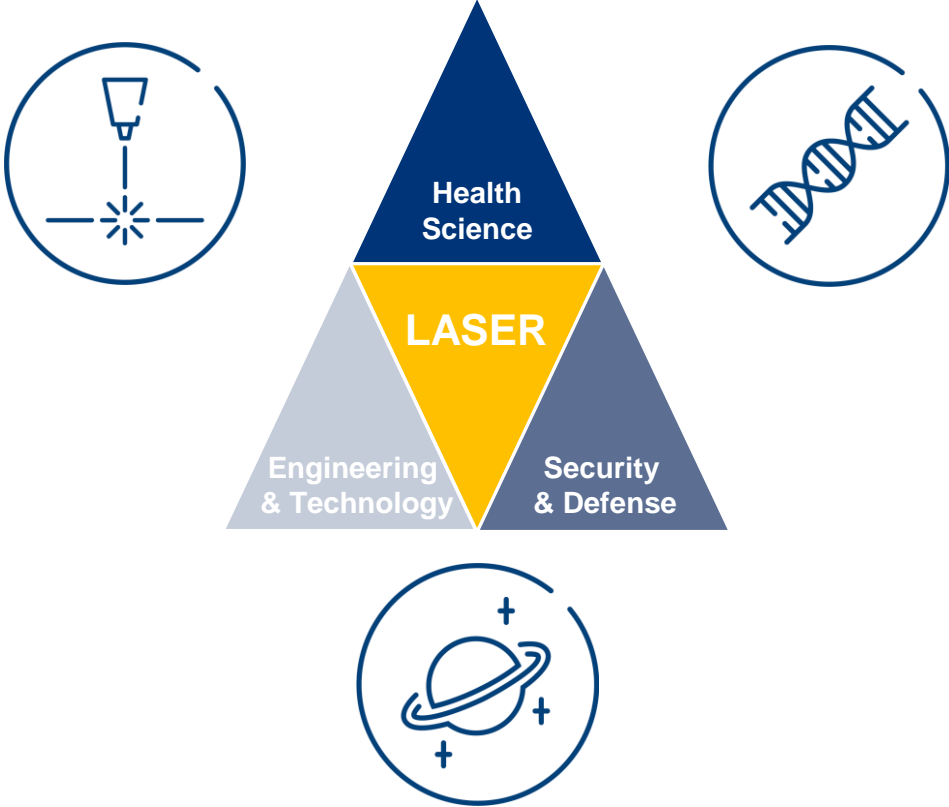 Health
Science
LASER
Engineering
& Technology
Security
& Defense